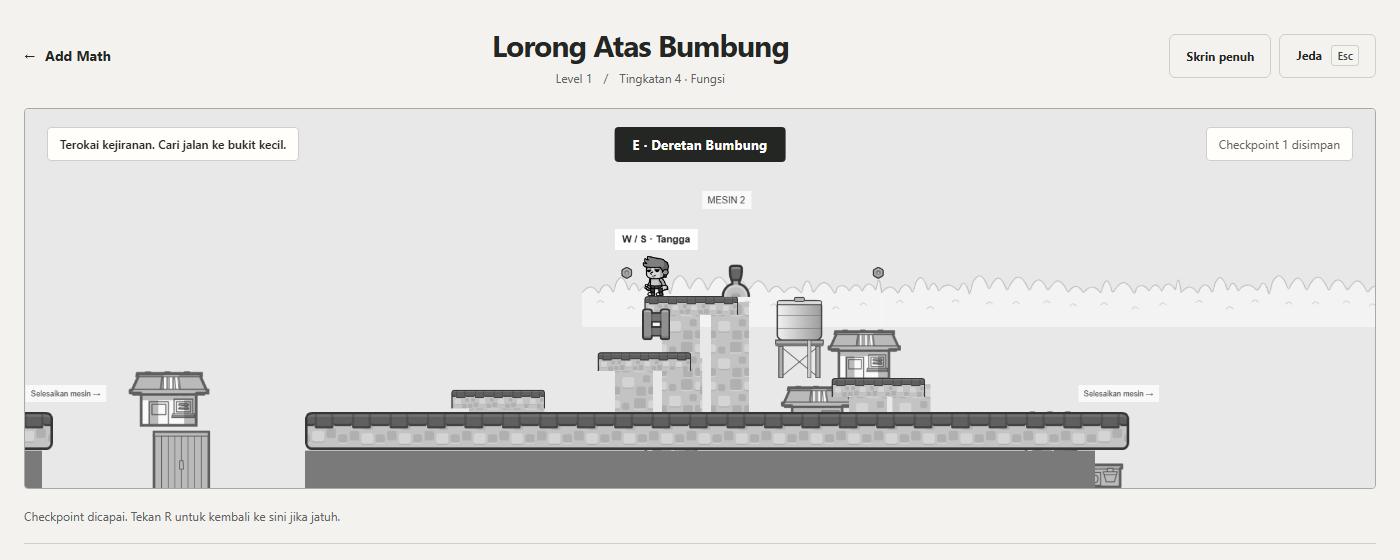 ← Add Math
Lorong Atas Bumbung
Level 1 / Tingkatan 4 · Fungsi
Skrin penuh
Jeda Esc
Terokai kejiranan. Cari jalan ke bukit kecil.
E · Deretan Bumbung
Checkpoint 1 disimpan
MESIN 2
W / S · Tangga
Selesaikan mesin →
Selesaikan mesin →
Checkpoint dicapai. Tekan R untuk kembali ke sini jika jatuh.